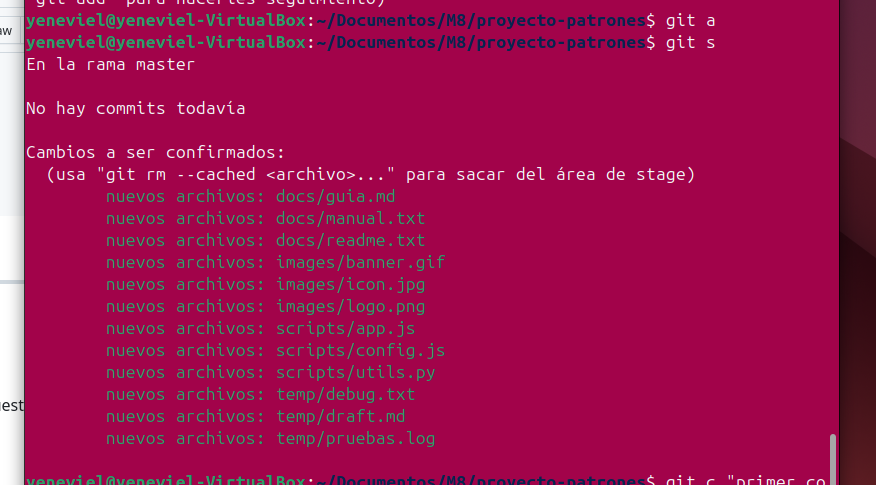 "git add" para hacerles seguimiento)
yeneviel@yeneviel-VirtualBox:~/Documentos/M8/proyecto-patrones$ git a
yeneviel@yeneviel-VirtualBox:~/Documentos/M8/proyecto-patrones$ git s
En la rama master
No hay commits todavía
Cambios a ser confirmados:
(usa "git rm --cached <archivo>..." para sacar del área de stage)
nuevos archivos: docs/guia.md
nuevos archivos: docs/manual.txt
nuevos archivos: docs/readme.txt
nuevos archivos: images/banner.gif
nuevos archivos: images/icon.jpg
nuevos archivos: images/logo.png
nuevos archivos: scripts/app.js
nuevos archivos: scripts/config.js
nuevos archivos: scripts/utils.py
nuevos archivos: temp/debug.txt
nuevos archivos: temp/draft.md
nuevos archivos: temp/pruebas.log
yeneviel@yeneviel-VirtualBox:~/Documentos/M8/proyecto-patrones$ git c "primer co